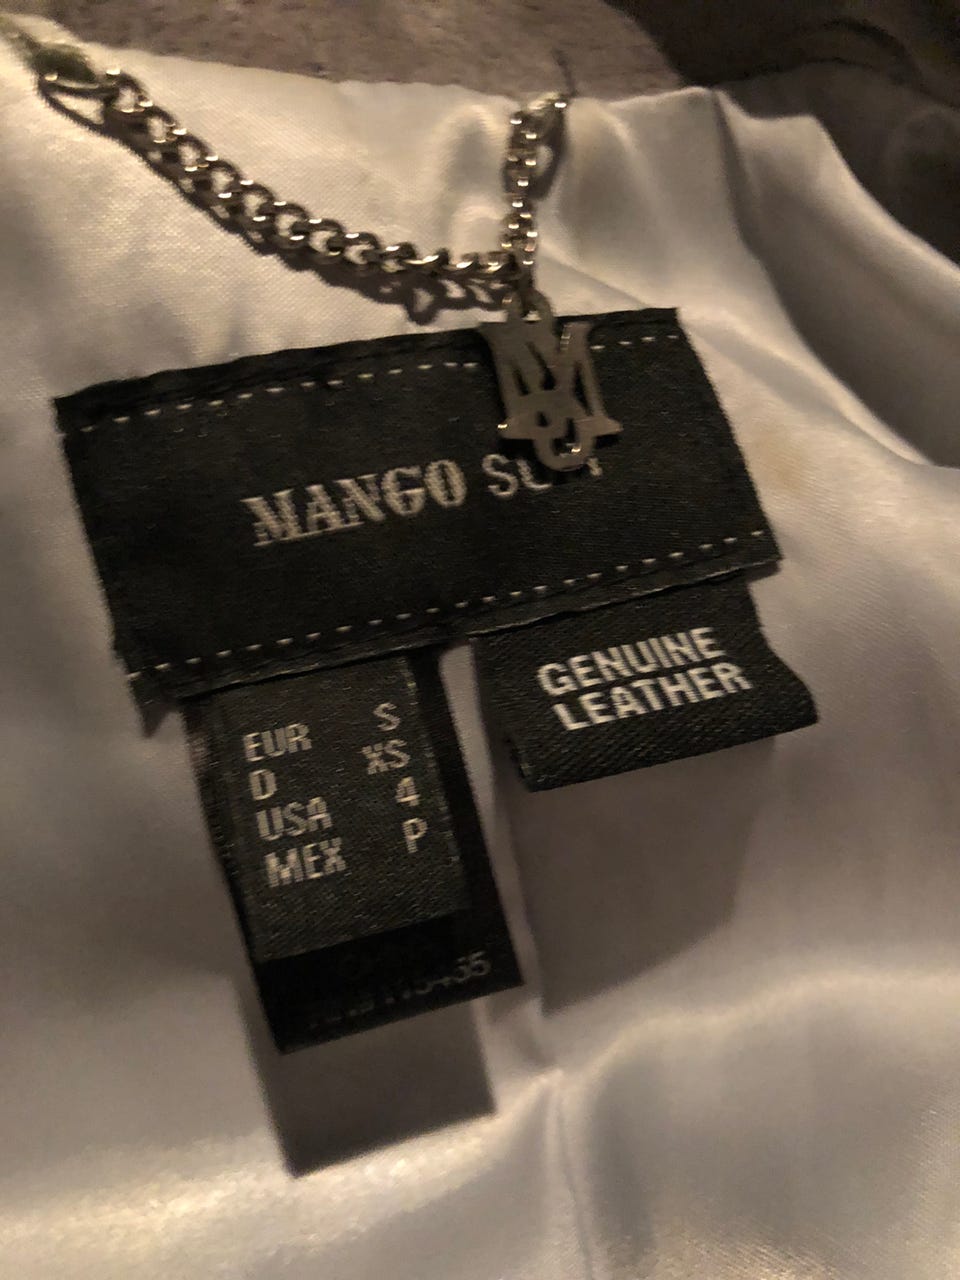 MANGO
GENUINE
LEATHER
EUR S
D XS
USA 4
MEX P